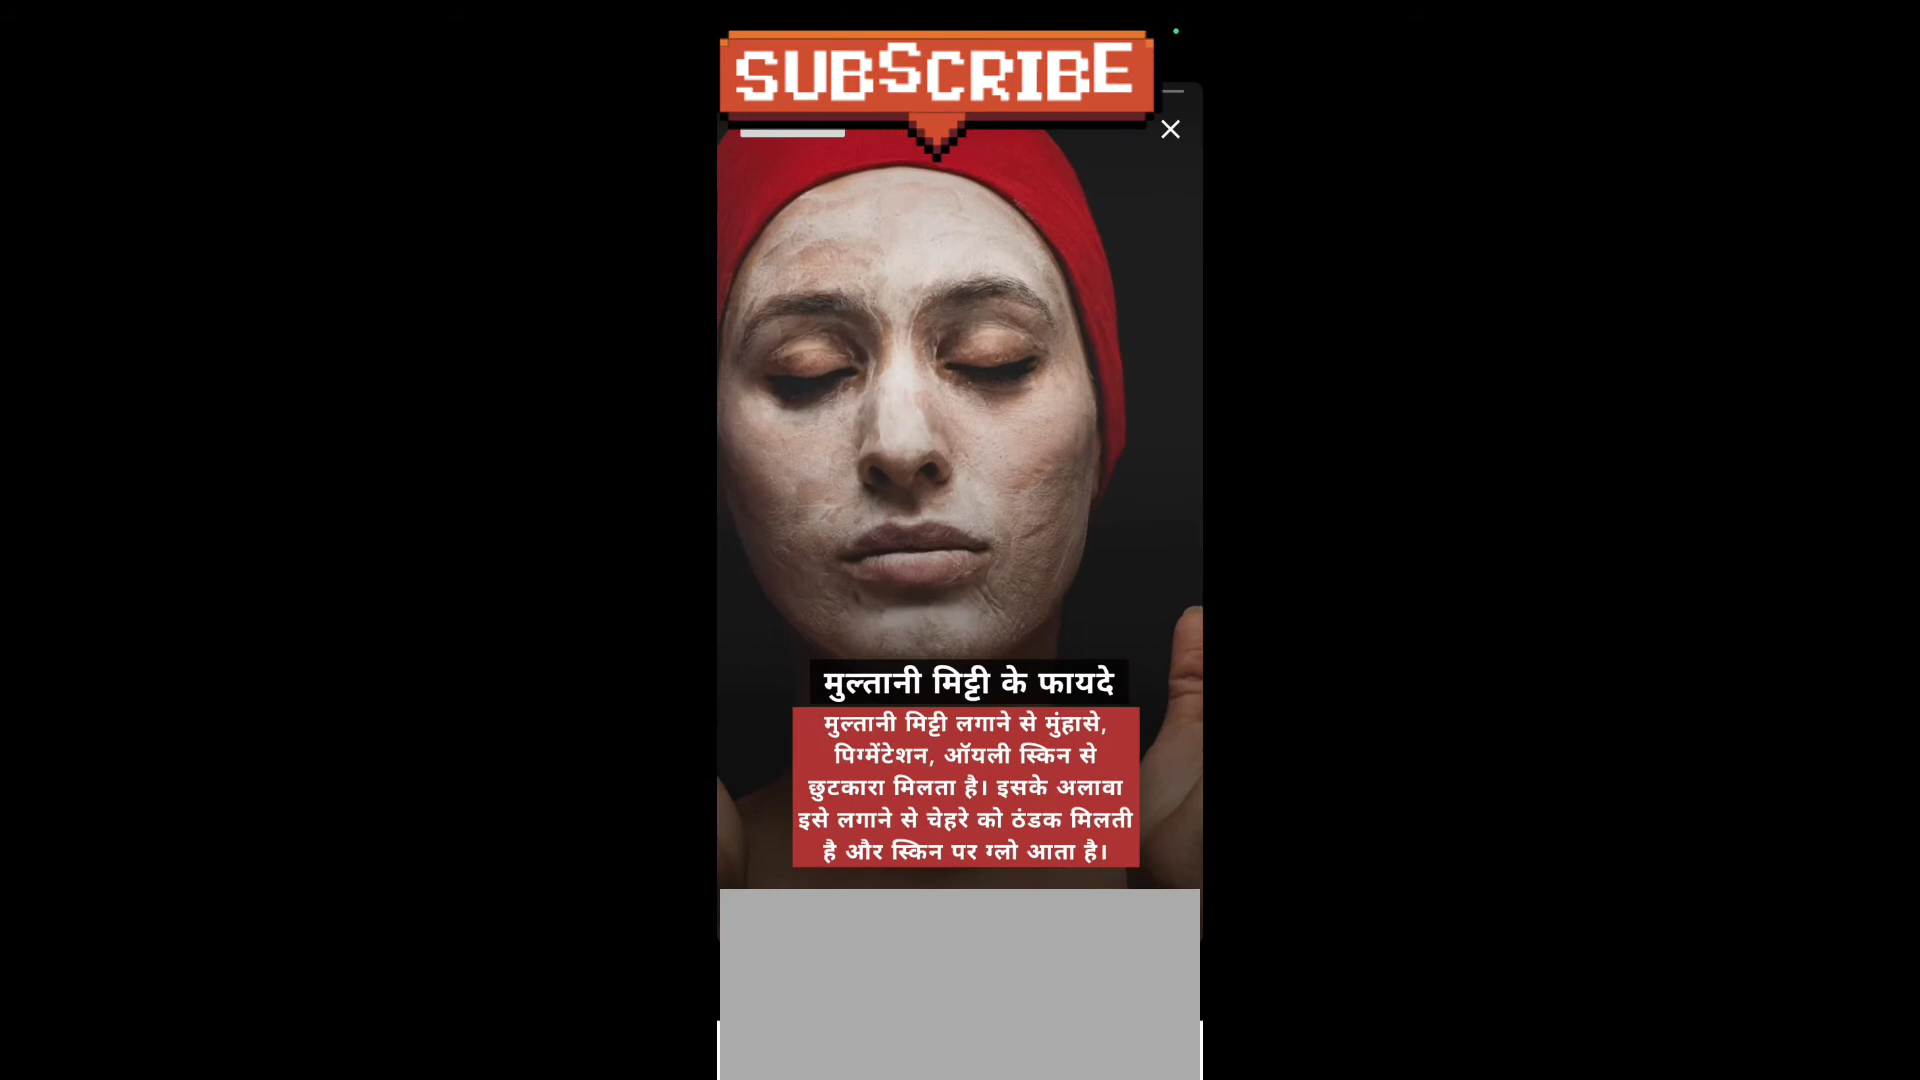 SUBSCRIBE
मुल्तानी मिट्टी के फायदे
मुल्तानी मिट्टी लगाने से मुंहासे,
पिग्मेंटेशन, ऑयली स्किन से
छुटकारा मिलता है। इसके अलावा
इसे लगाने से चेहरे को ठंडक मिलती
है और स्किन पर ग्लो आता है।